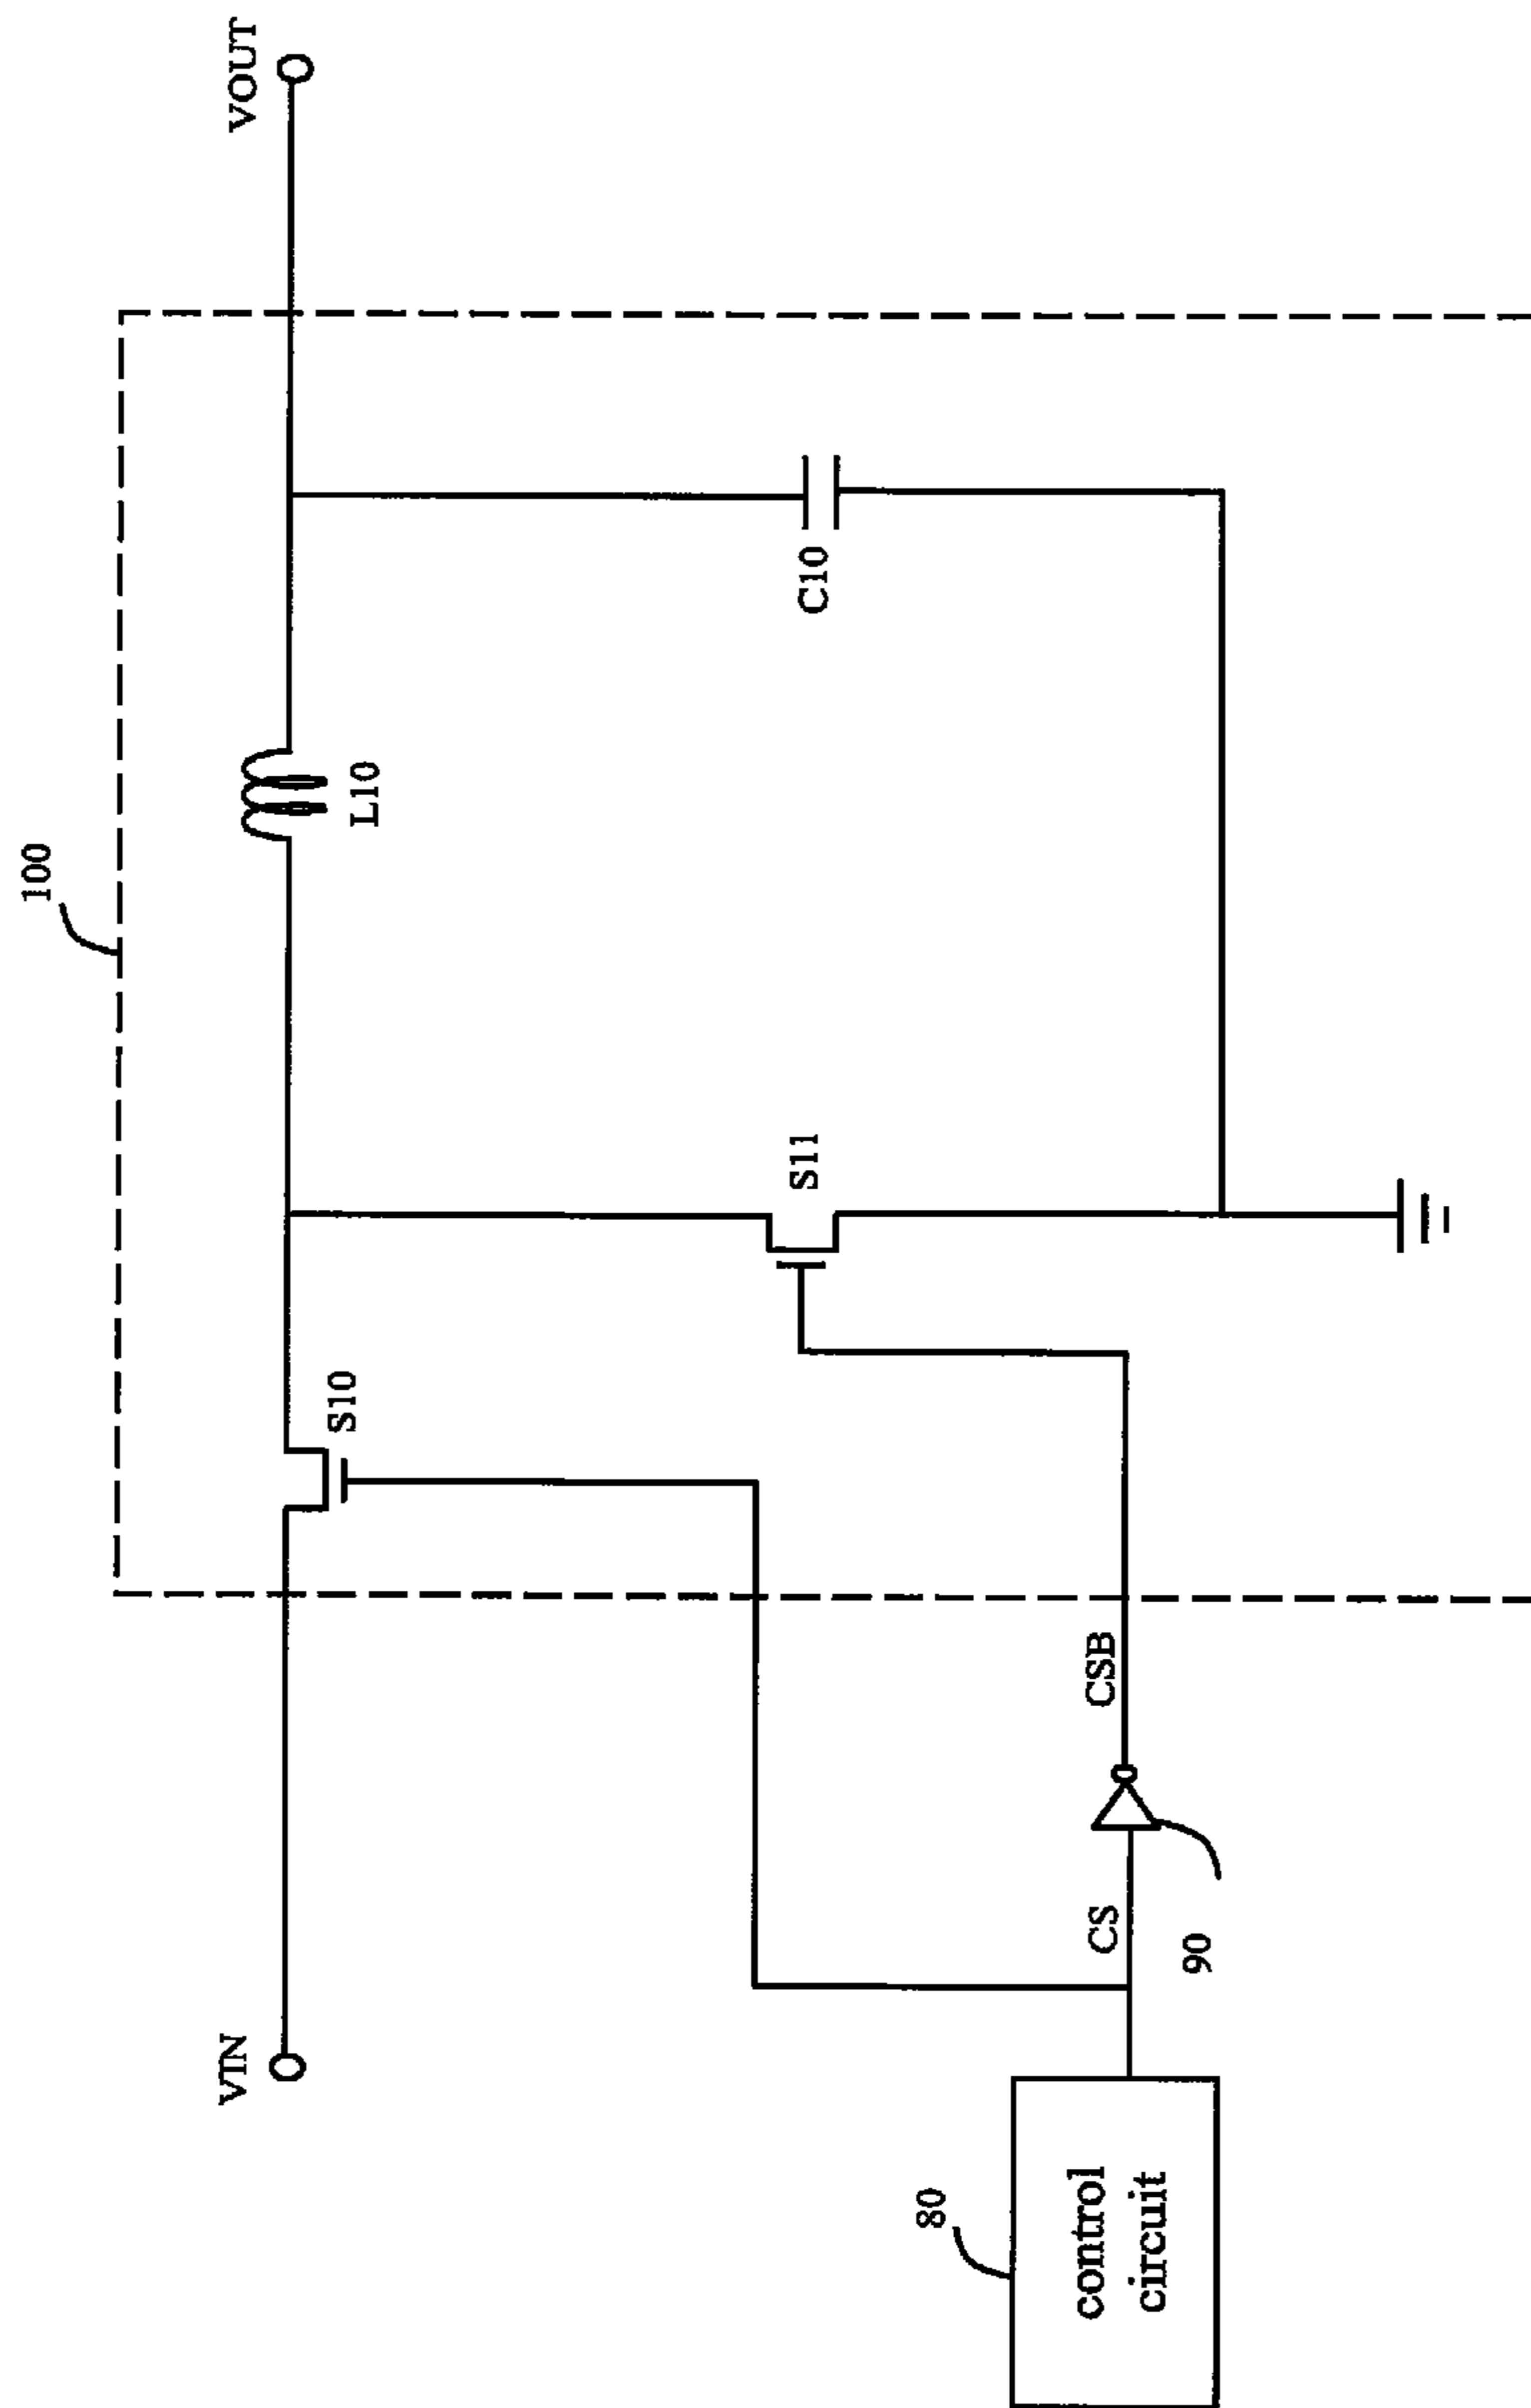 100
VIN
VOUT
S10
L10
S11
C10
80
control
circuit
CS
CSB
90